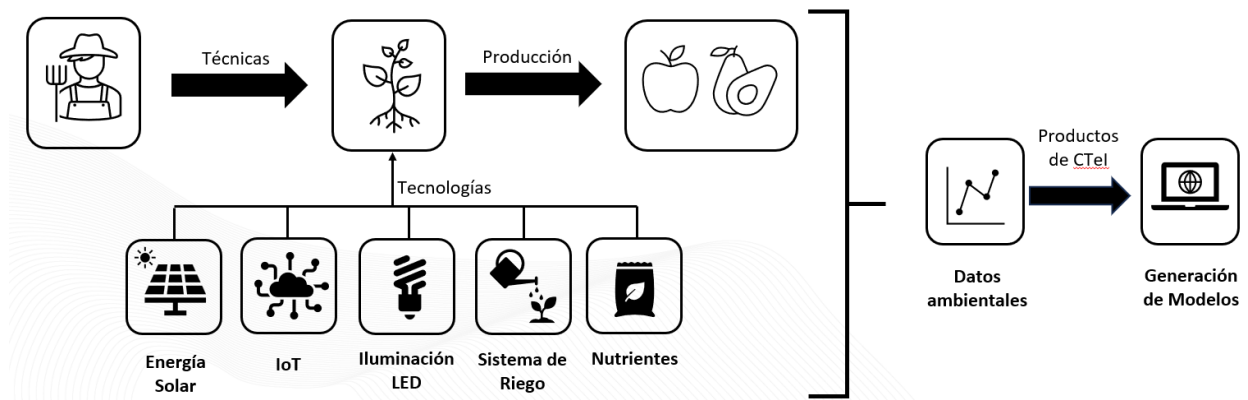 Técnicas
Producción
Tecnologías
Energía
Solar
IoT
Iluminación
LED
Sistema de
Riego
Nutrientes
Datos
ambientales
Productos
de CTeI
Generación
de Modelos